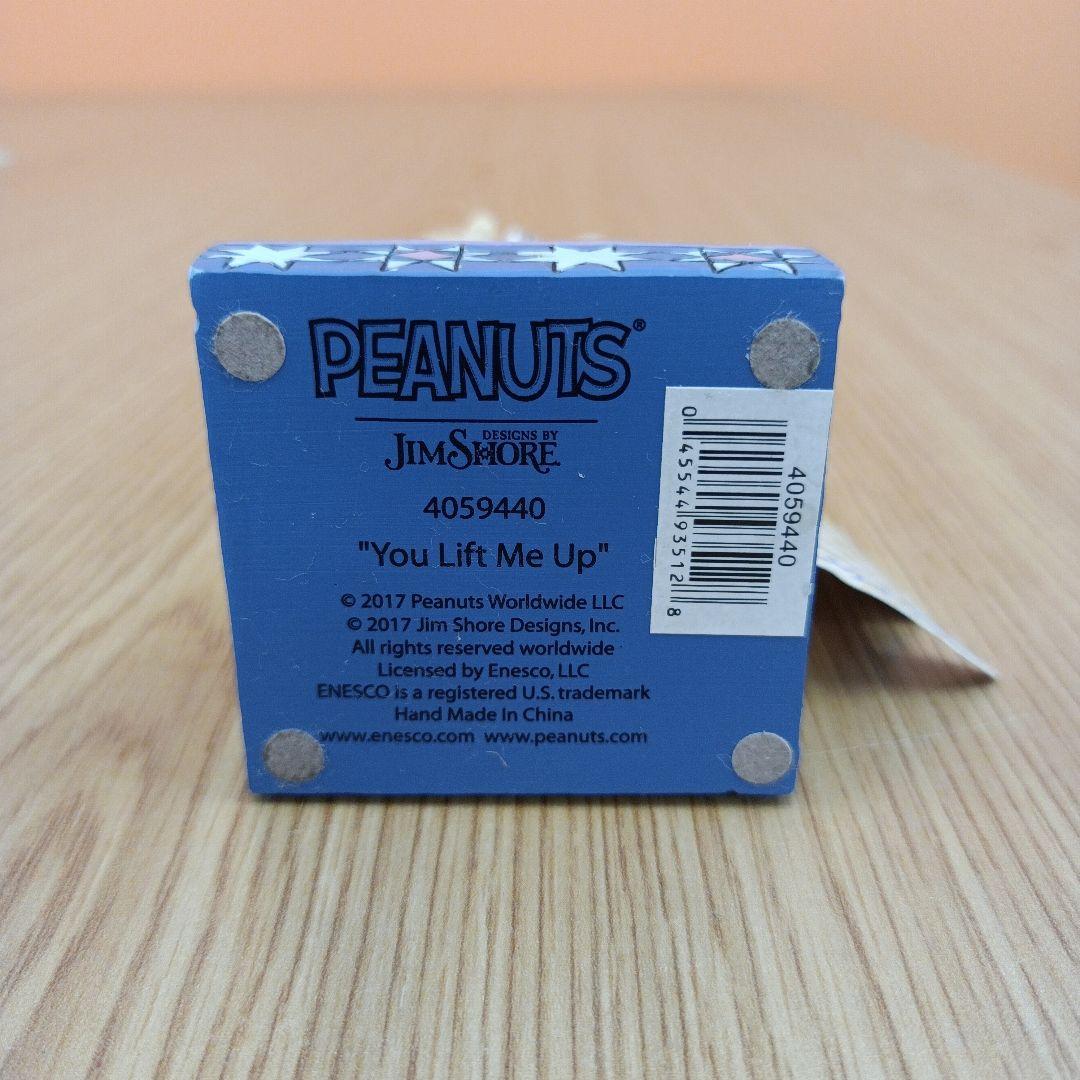 PEANUTS®
DESIGNS BY
JIM SHORE
4059440
"You Lift Me Up"
© 2017 Peanuts Worldwide LLC
© 2017 Jim Shore Designs, Inc.
All rights reserved worldwide
Licensed by Enesco, LLC
ENESCO is a registered U.S. trademark
Hand Made In China
www.enesco.com www.peanuts.com
4059440
0 45544 93512 8